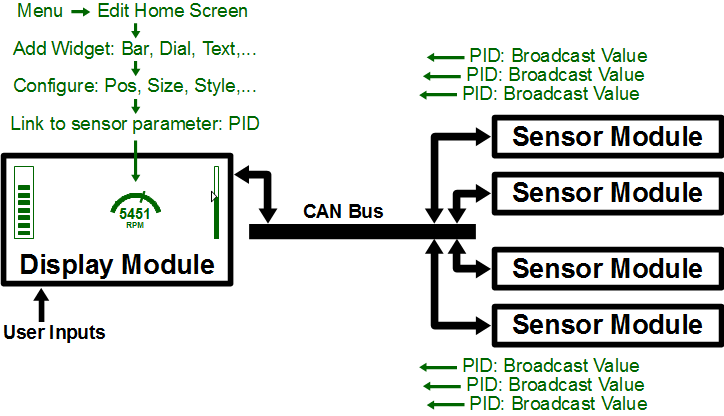 Menu → Edit Home Screen
Add Widget: Bar, Dial, Text,...
Configure: Pos, Size, Style,...
Link to sensor parameter: PID
5451
RPM
Display Module
User Inputs
CAN Bus
PID: Broadcast Value
PID: Broadcast Value
PID: Broadcast Value
Sensor Module
Sensor Module
Sensor Module
Sensor Module
PID: Broadcast Value
PID: Broadcast Value
PID: Broadcast Value